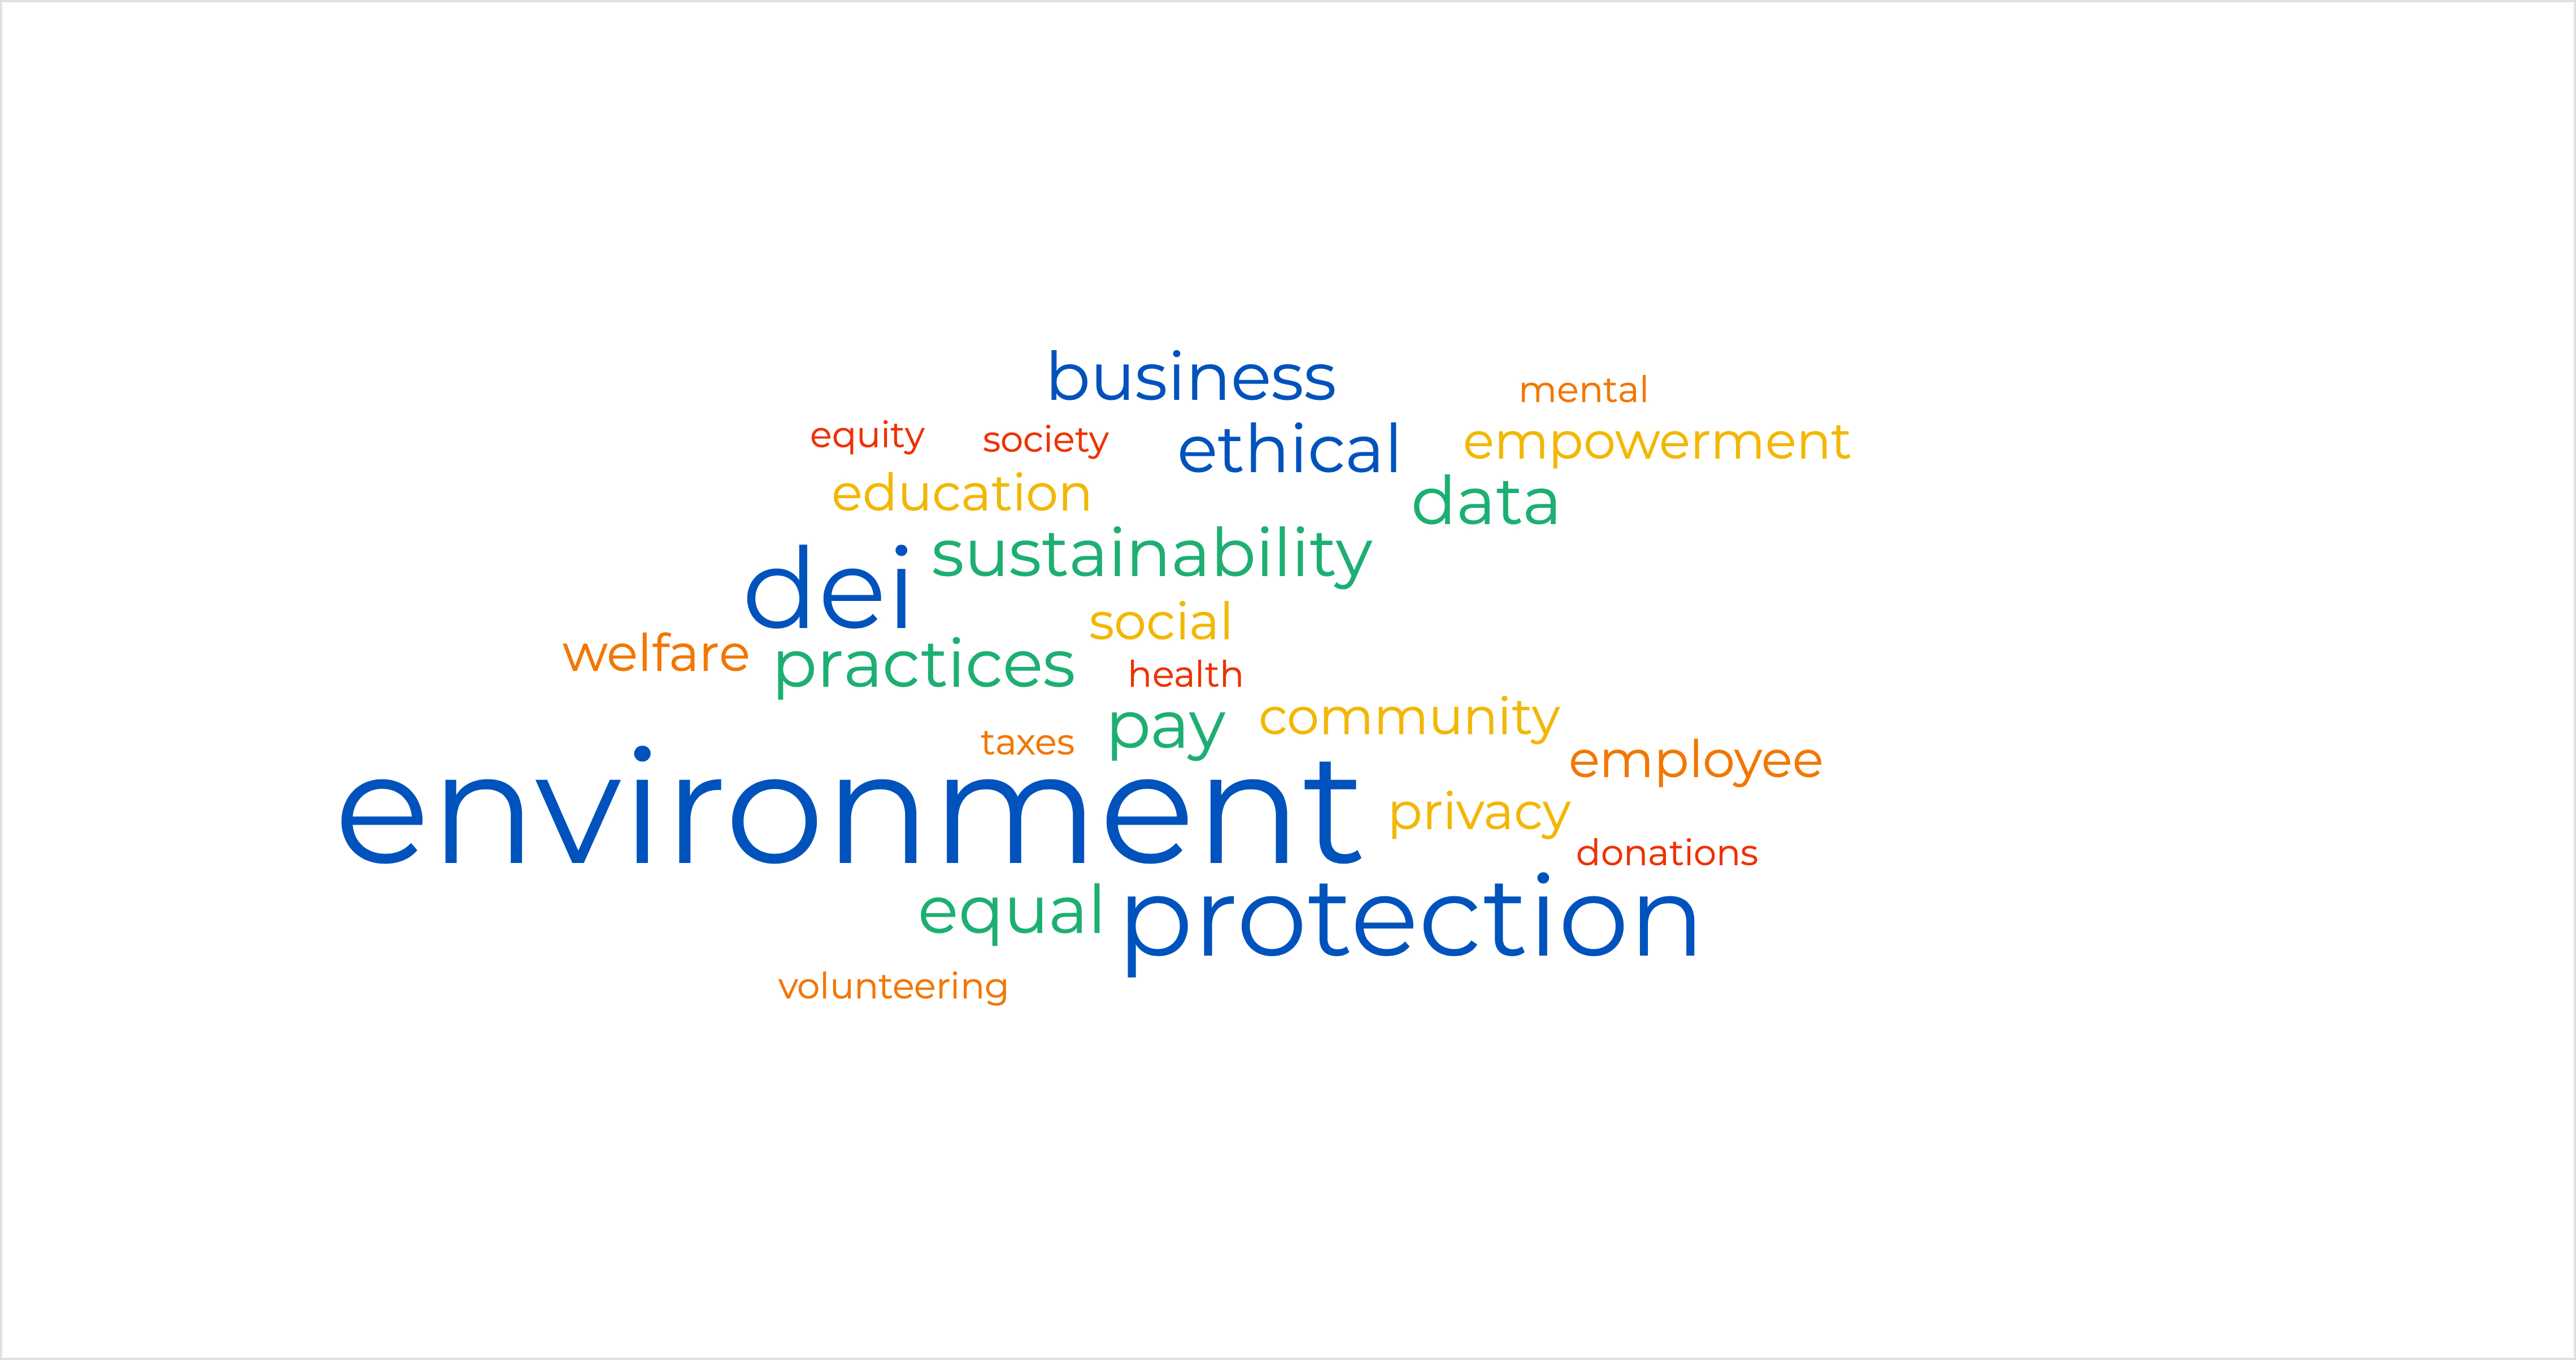 business
mental
equity
society
ethical
empowerment
education
data
sustainability
dei
social
welfare
practices
health
community
pay
taxes
employee
environment
privacy
donations
equal
protection
volunteering